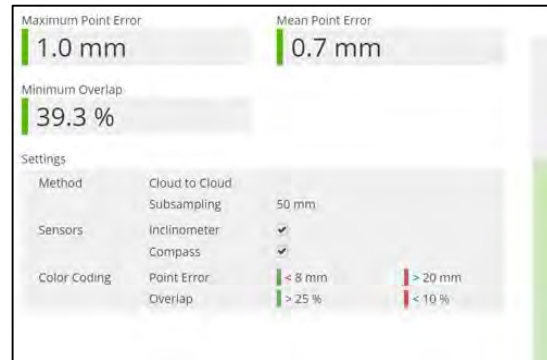 Maximum Point Error Mean Point Error
1.0 mm 0.7 mm
Minimum Overlap
39.3 %
Settings
Method Cloud to Cloud
Subsampling 50 mm
Sensors Inclinometer ✔
Compass ✔
Color Coding Point Error < 8 mm > 20 mm
Overlap > 25 % < 10 %